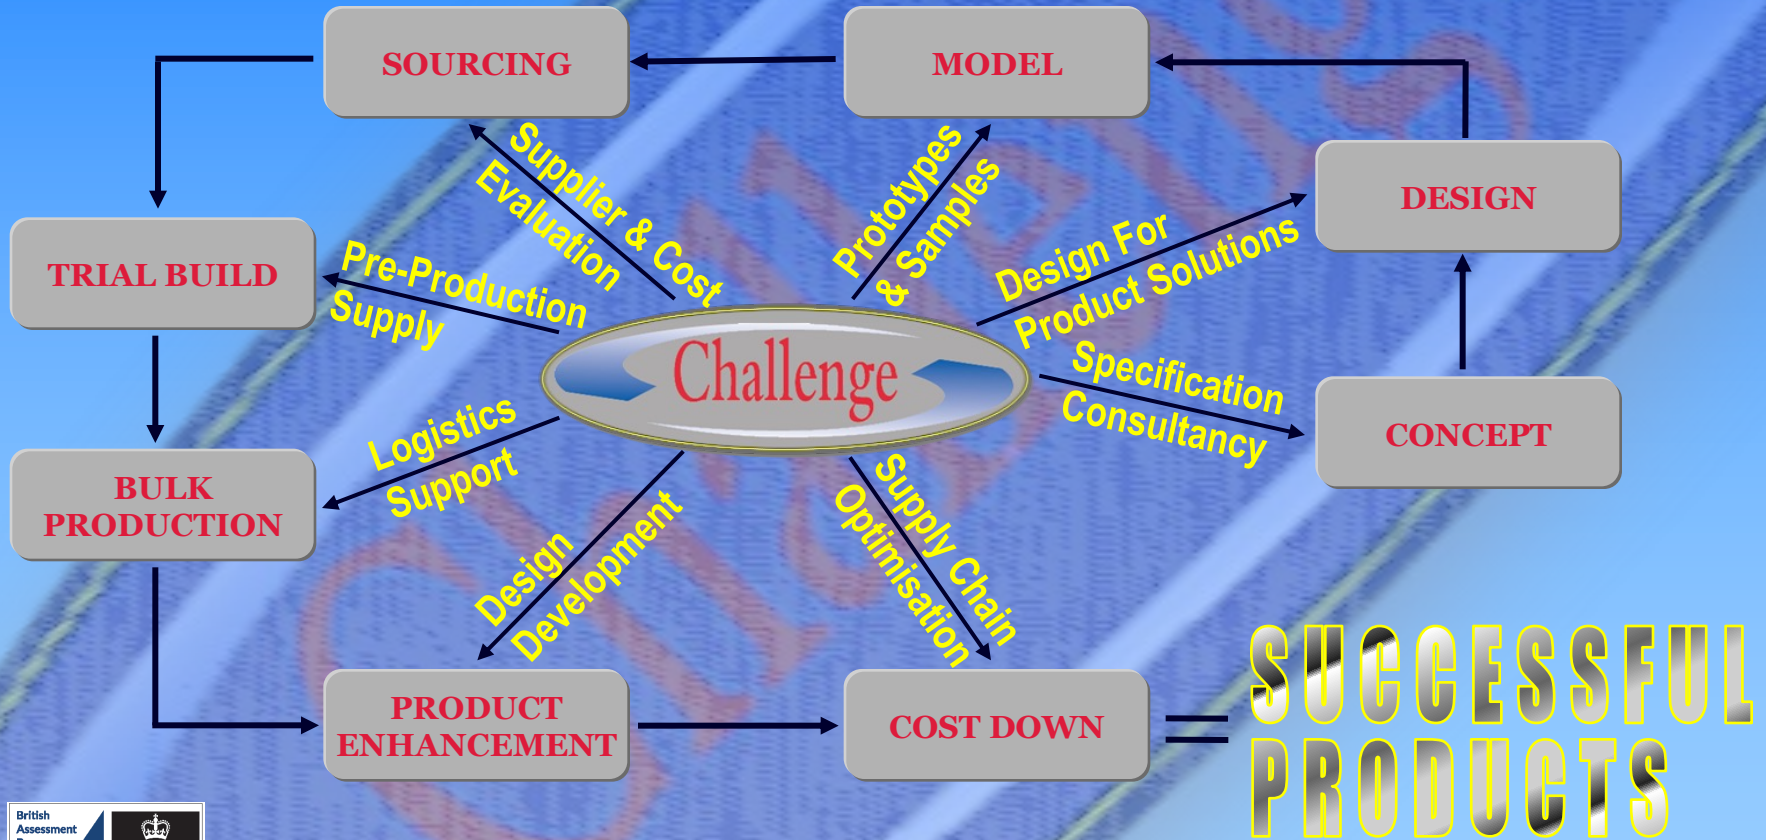 SOURCING
MODEL
DESIGN
TRIAL BUILD
CONCEPT
BULK
PRODUCTION
PRODUCT
ENHANCEMENT
COST DOWN
Supplier & Cost
Evaluation
Prototypes
& Samples
Design For
Product Solutions
Pre-Production
Supply
Challenge
Specification
Consultancy
Logistics
Support
Design
Development
Supply Chain
Optimisation
=
SUCCESSFUL
PRODUCTS
British
Assessment
Challenge